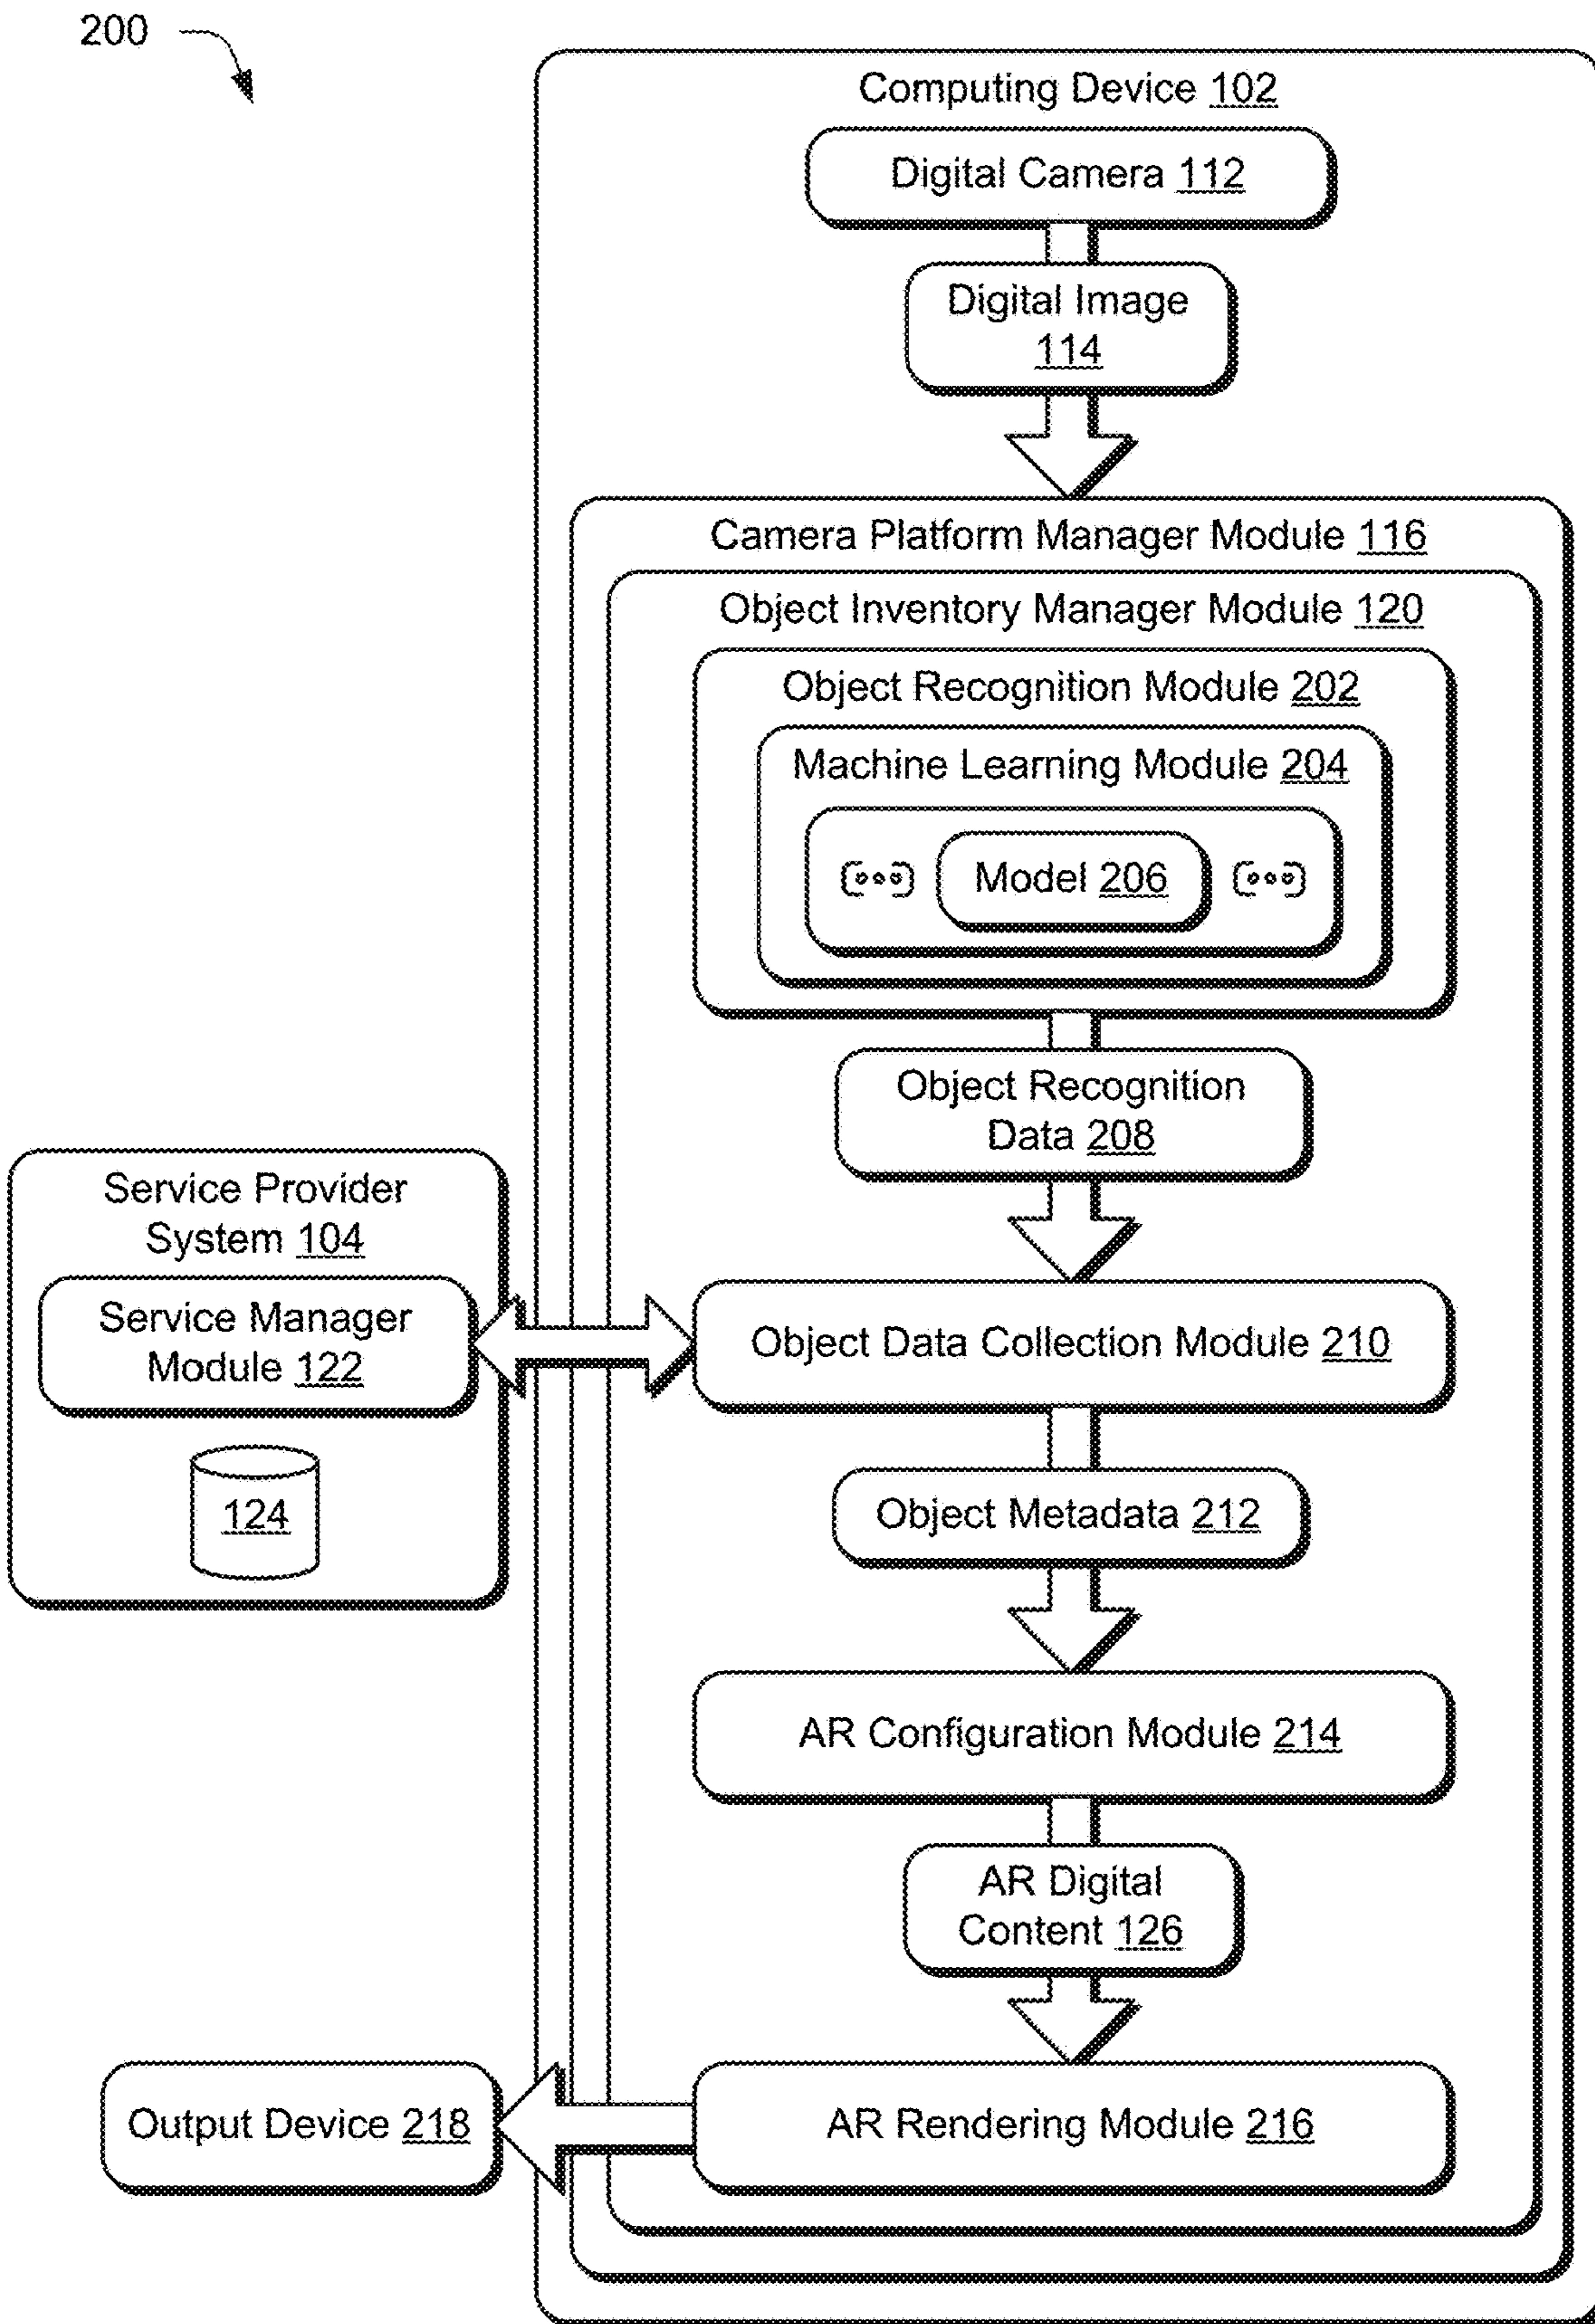 200
Computing Device 102
Digital Camera 112
Digital Image
114
Camera Platform Manager Module 116
Object Inventory Manager Module 120
Object Recognition Module 202
Machine Learning Module 204
Model 206
Object Recognition
Data 208
Service Provider
System 104
Service Manager
Module 122
124
Object Data Collection Module 210
Object Metadata 212
AR Configuration Module 214
AR Digital
Content 126
Output Device 218
AR Rendering Module 216